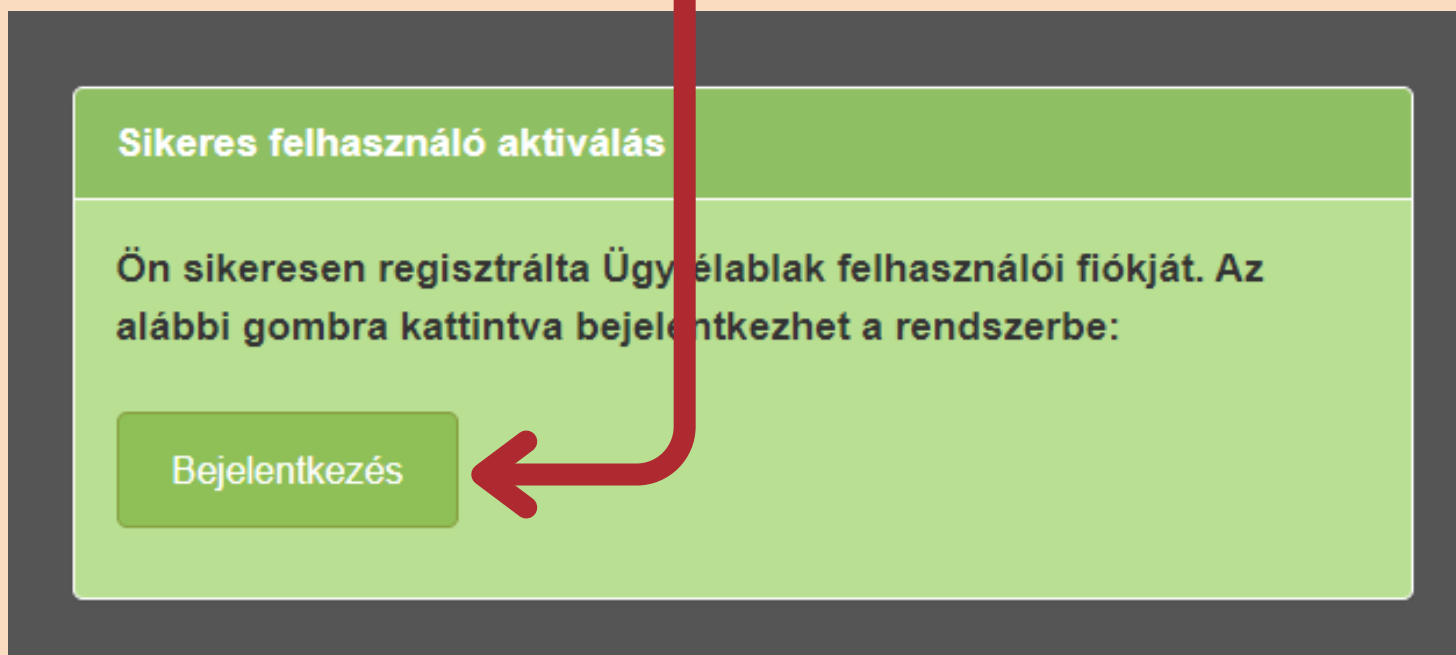 Sikeres felhasználó aktiválás
Ön sikeresen regisztrálta Ügyfélablak felhasználói fiókját. Az
alábbi gombra kattintva bejelentkezhet a rendszerbe:
Bejelentkezés